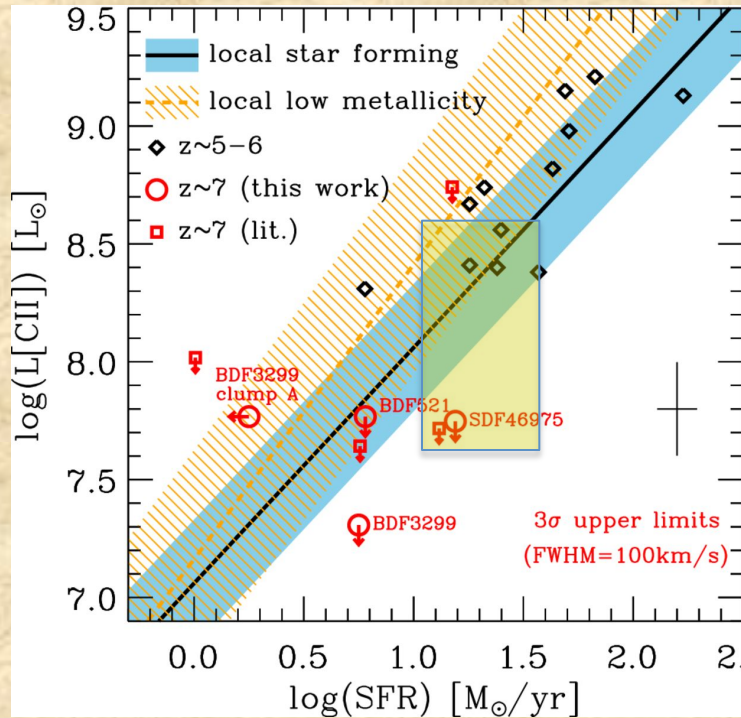 9.5
9.0
8.5
8.0
7.5
7.0
log(L[CII]) [L⊙]
local star forming
local low metallicity
z~5-6
z~7 (this work)
z~7 (lit.)
BDF3299
clump A
BDF521
SDF46975
BDF3299
3σ upper limits
(FWHM=100km/s)
0.0 0.5 1.0 1.5 2.0 2.
log(SFR) [M⊙/yr]